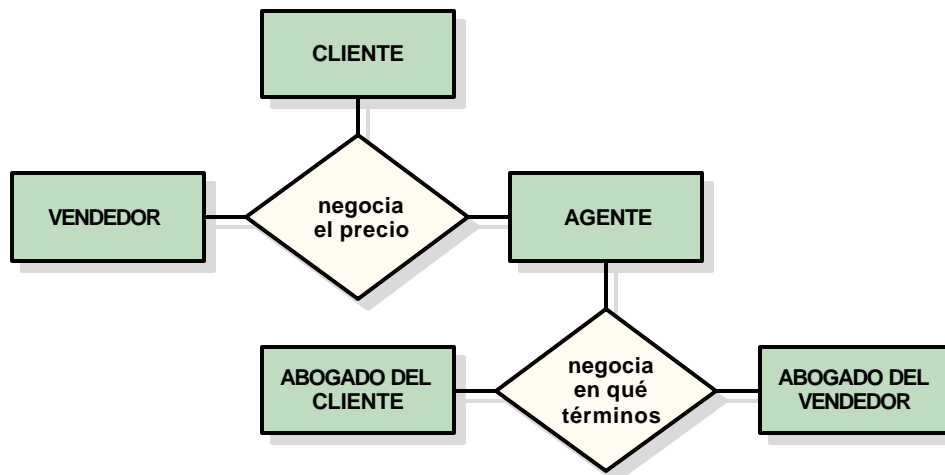 CLIENTE
VENDEDOR
negocia
el precio
AGENTE
ABOGADO DEL
CLIENTE
negocia
en qué
términos
ABOGADO DEL
VENDEDOR